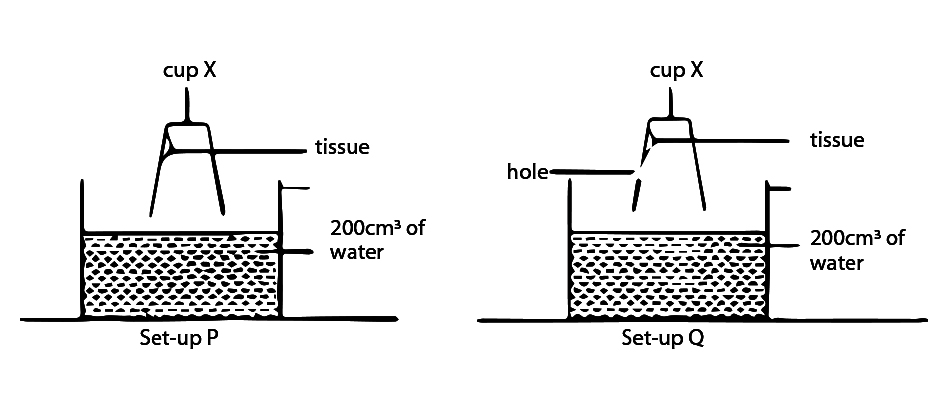 cup X
tissue
200cm³ of
water
Set-up P
cup X
tissue
hole
200cm³ of
water
Set-up Q